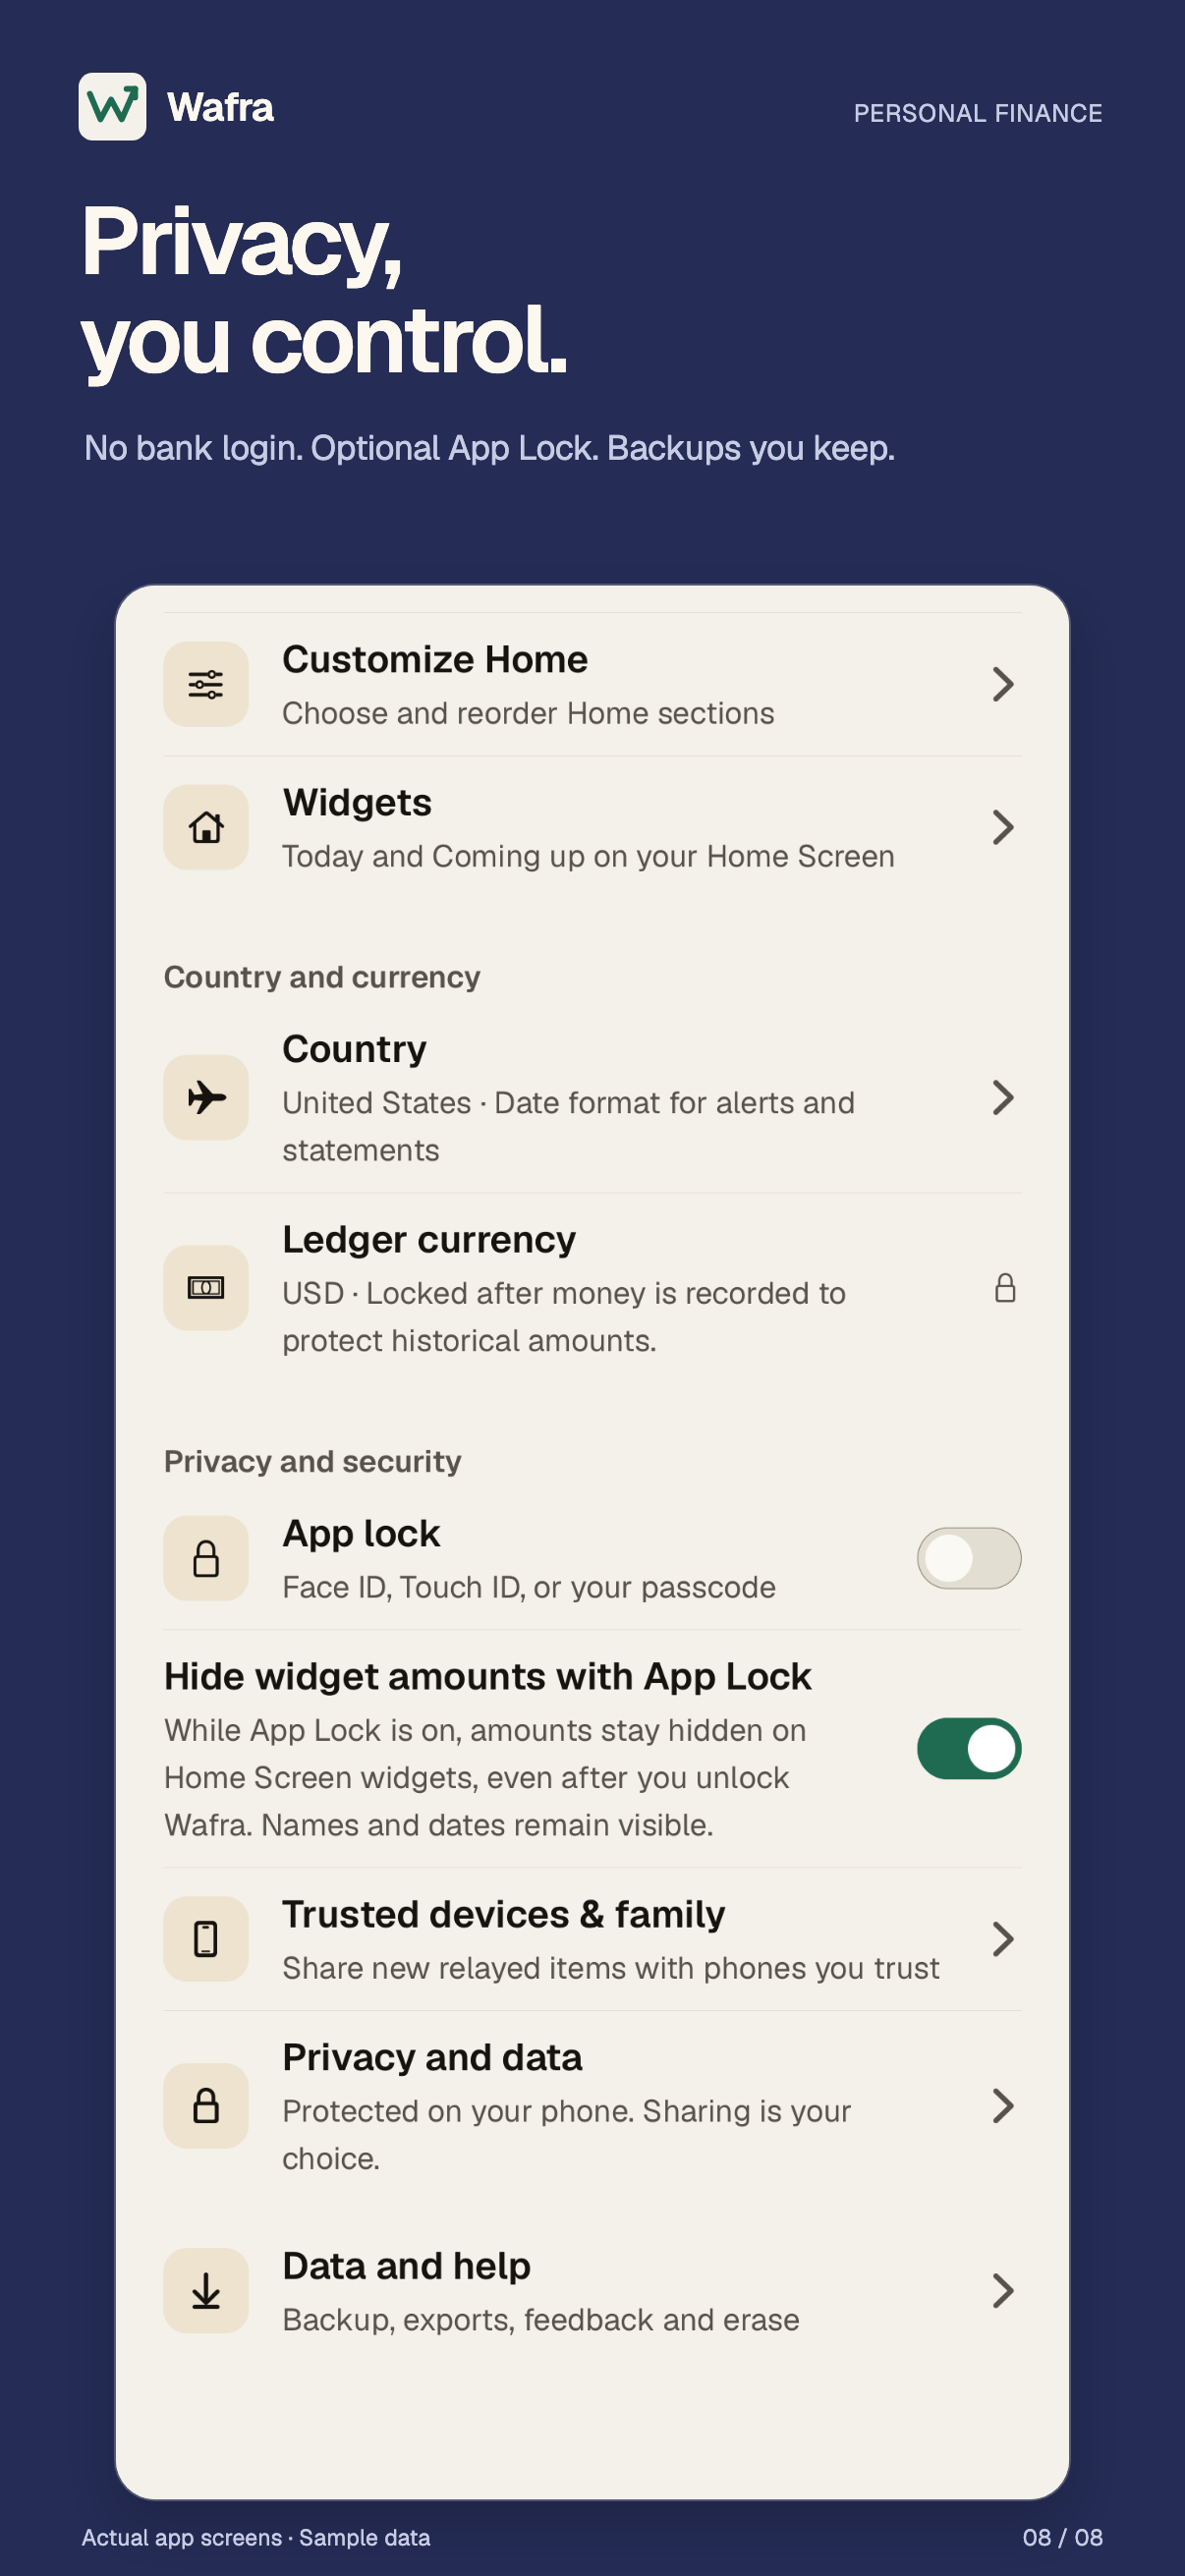 Wafra
PERSONAL FINANCE
Privacy,
you control.
No bank login. Optional App Lock. Backups you keep.
Customize Home
Choose and reorder Home sections
Widgets
Today and Coming up on your Home Screen
Country and currency
Country
United States · Date format for alerts and
statements
Ledger currency
USD · Locked after money is recorded to
protect historical amounts.
Privacy and security
App lock
Face ID, Touch ID, or your passcode
Hide widget amounts with App Lock
While App Lock is on, amounts stay hidden on
Home Screen widgets, even after you unlock
Wafra. Names and dates remain visible.
Trusted devices & family
Share new relayed items with phones you trust
Privacy and data
Protected on your phone. Sharing is your
choice.
Data and help
Backup, exports, feedback and erase
Actual app screens · Sample data
08 / 08